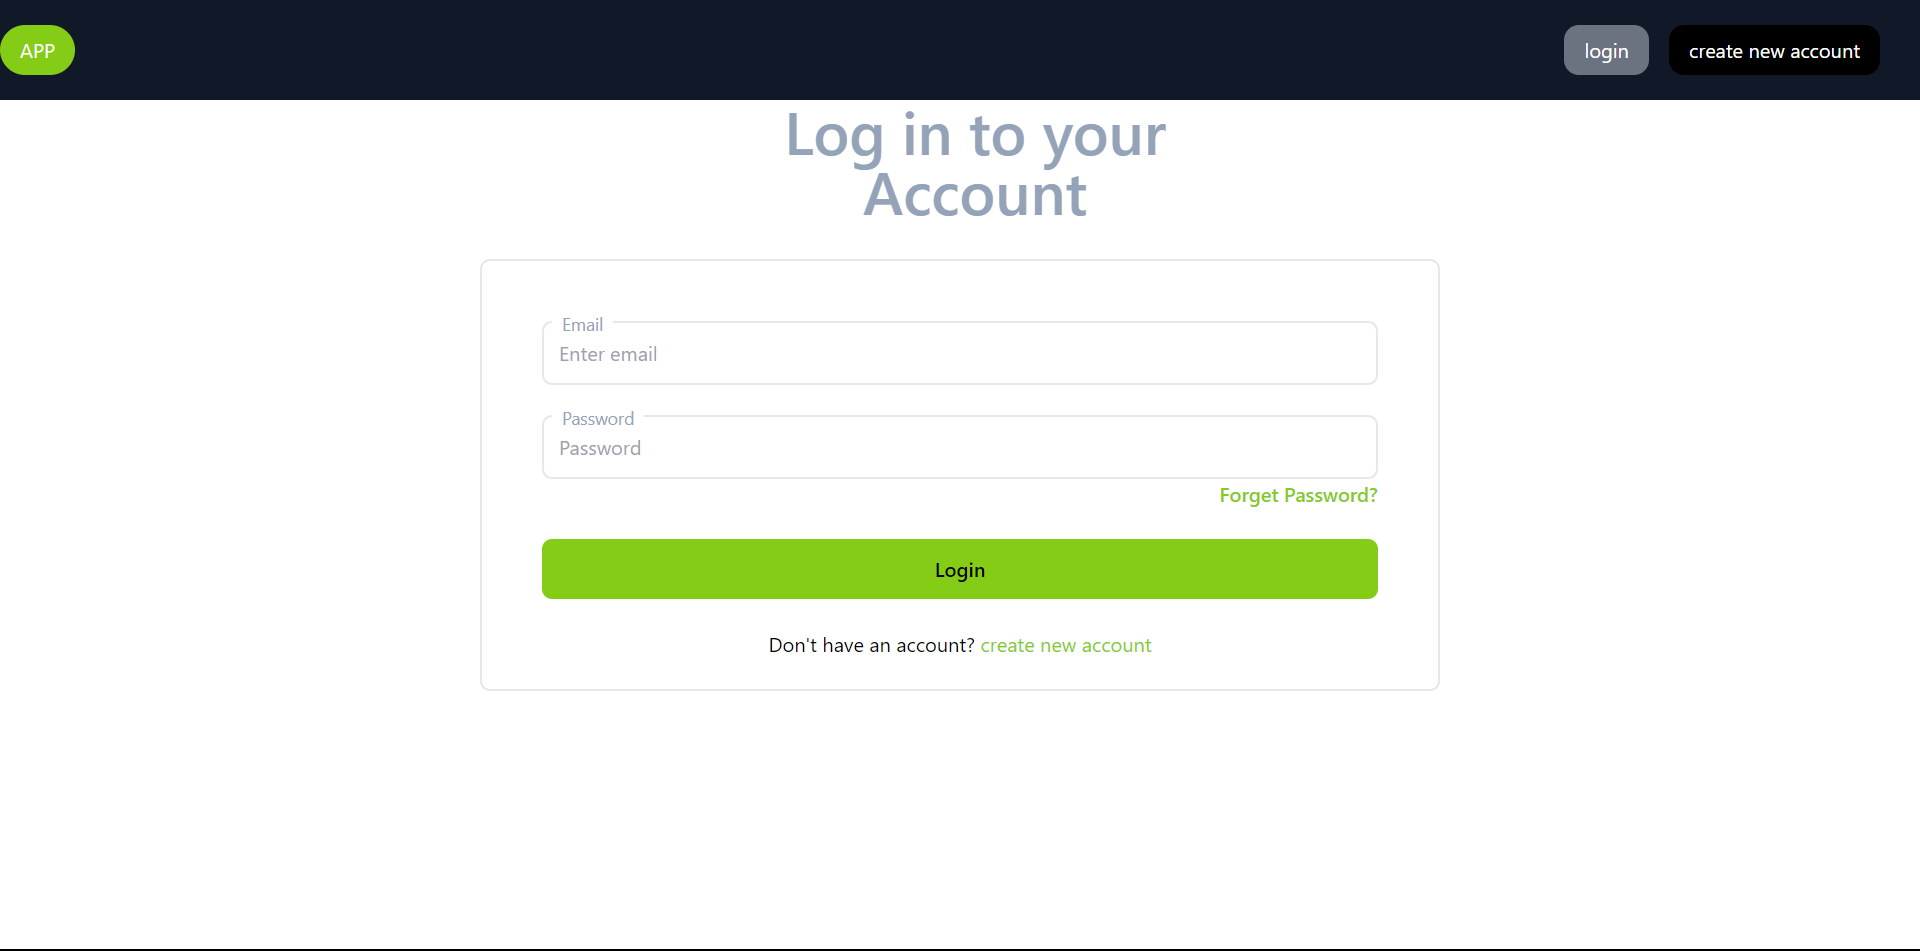 APP
login
create new account
Log in to your
Account
Email
Enter email
Password
Password
Forget Password?
Login
Don't have an account? create new account